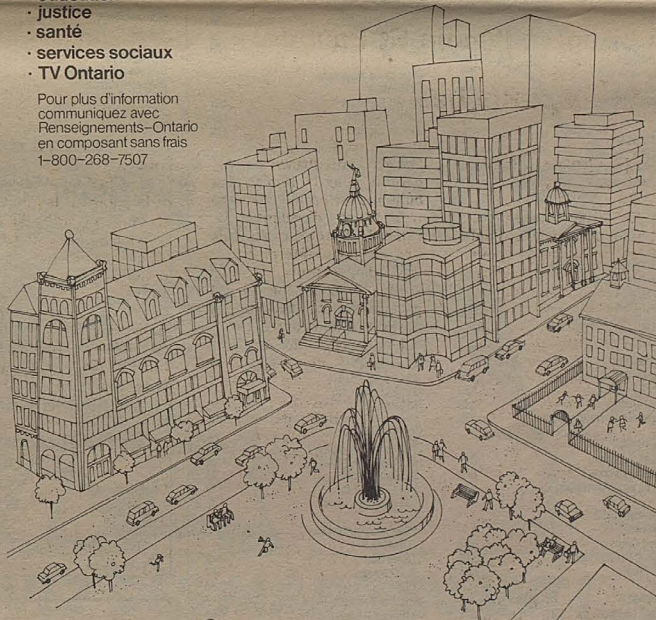 · justice
· santé
· services sociaux
· TV Ontario
Pour plus d'information
communiquez avec
Renseignements–Ontario
en composant sans frais
1–800–268–7507